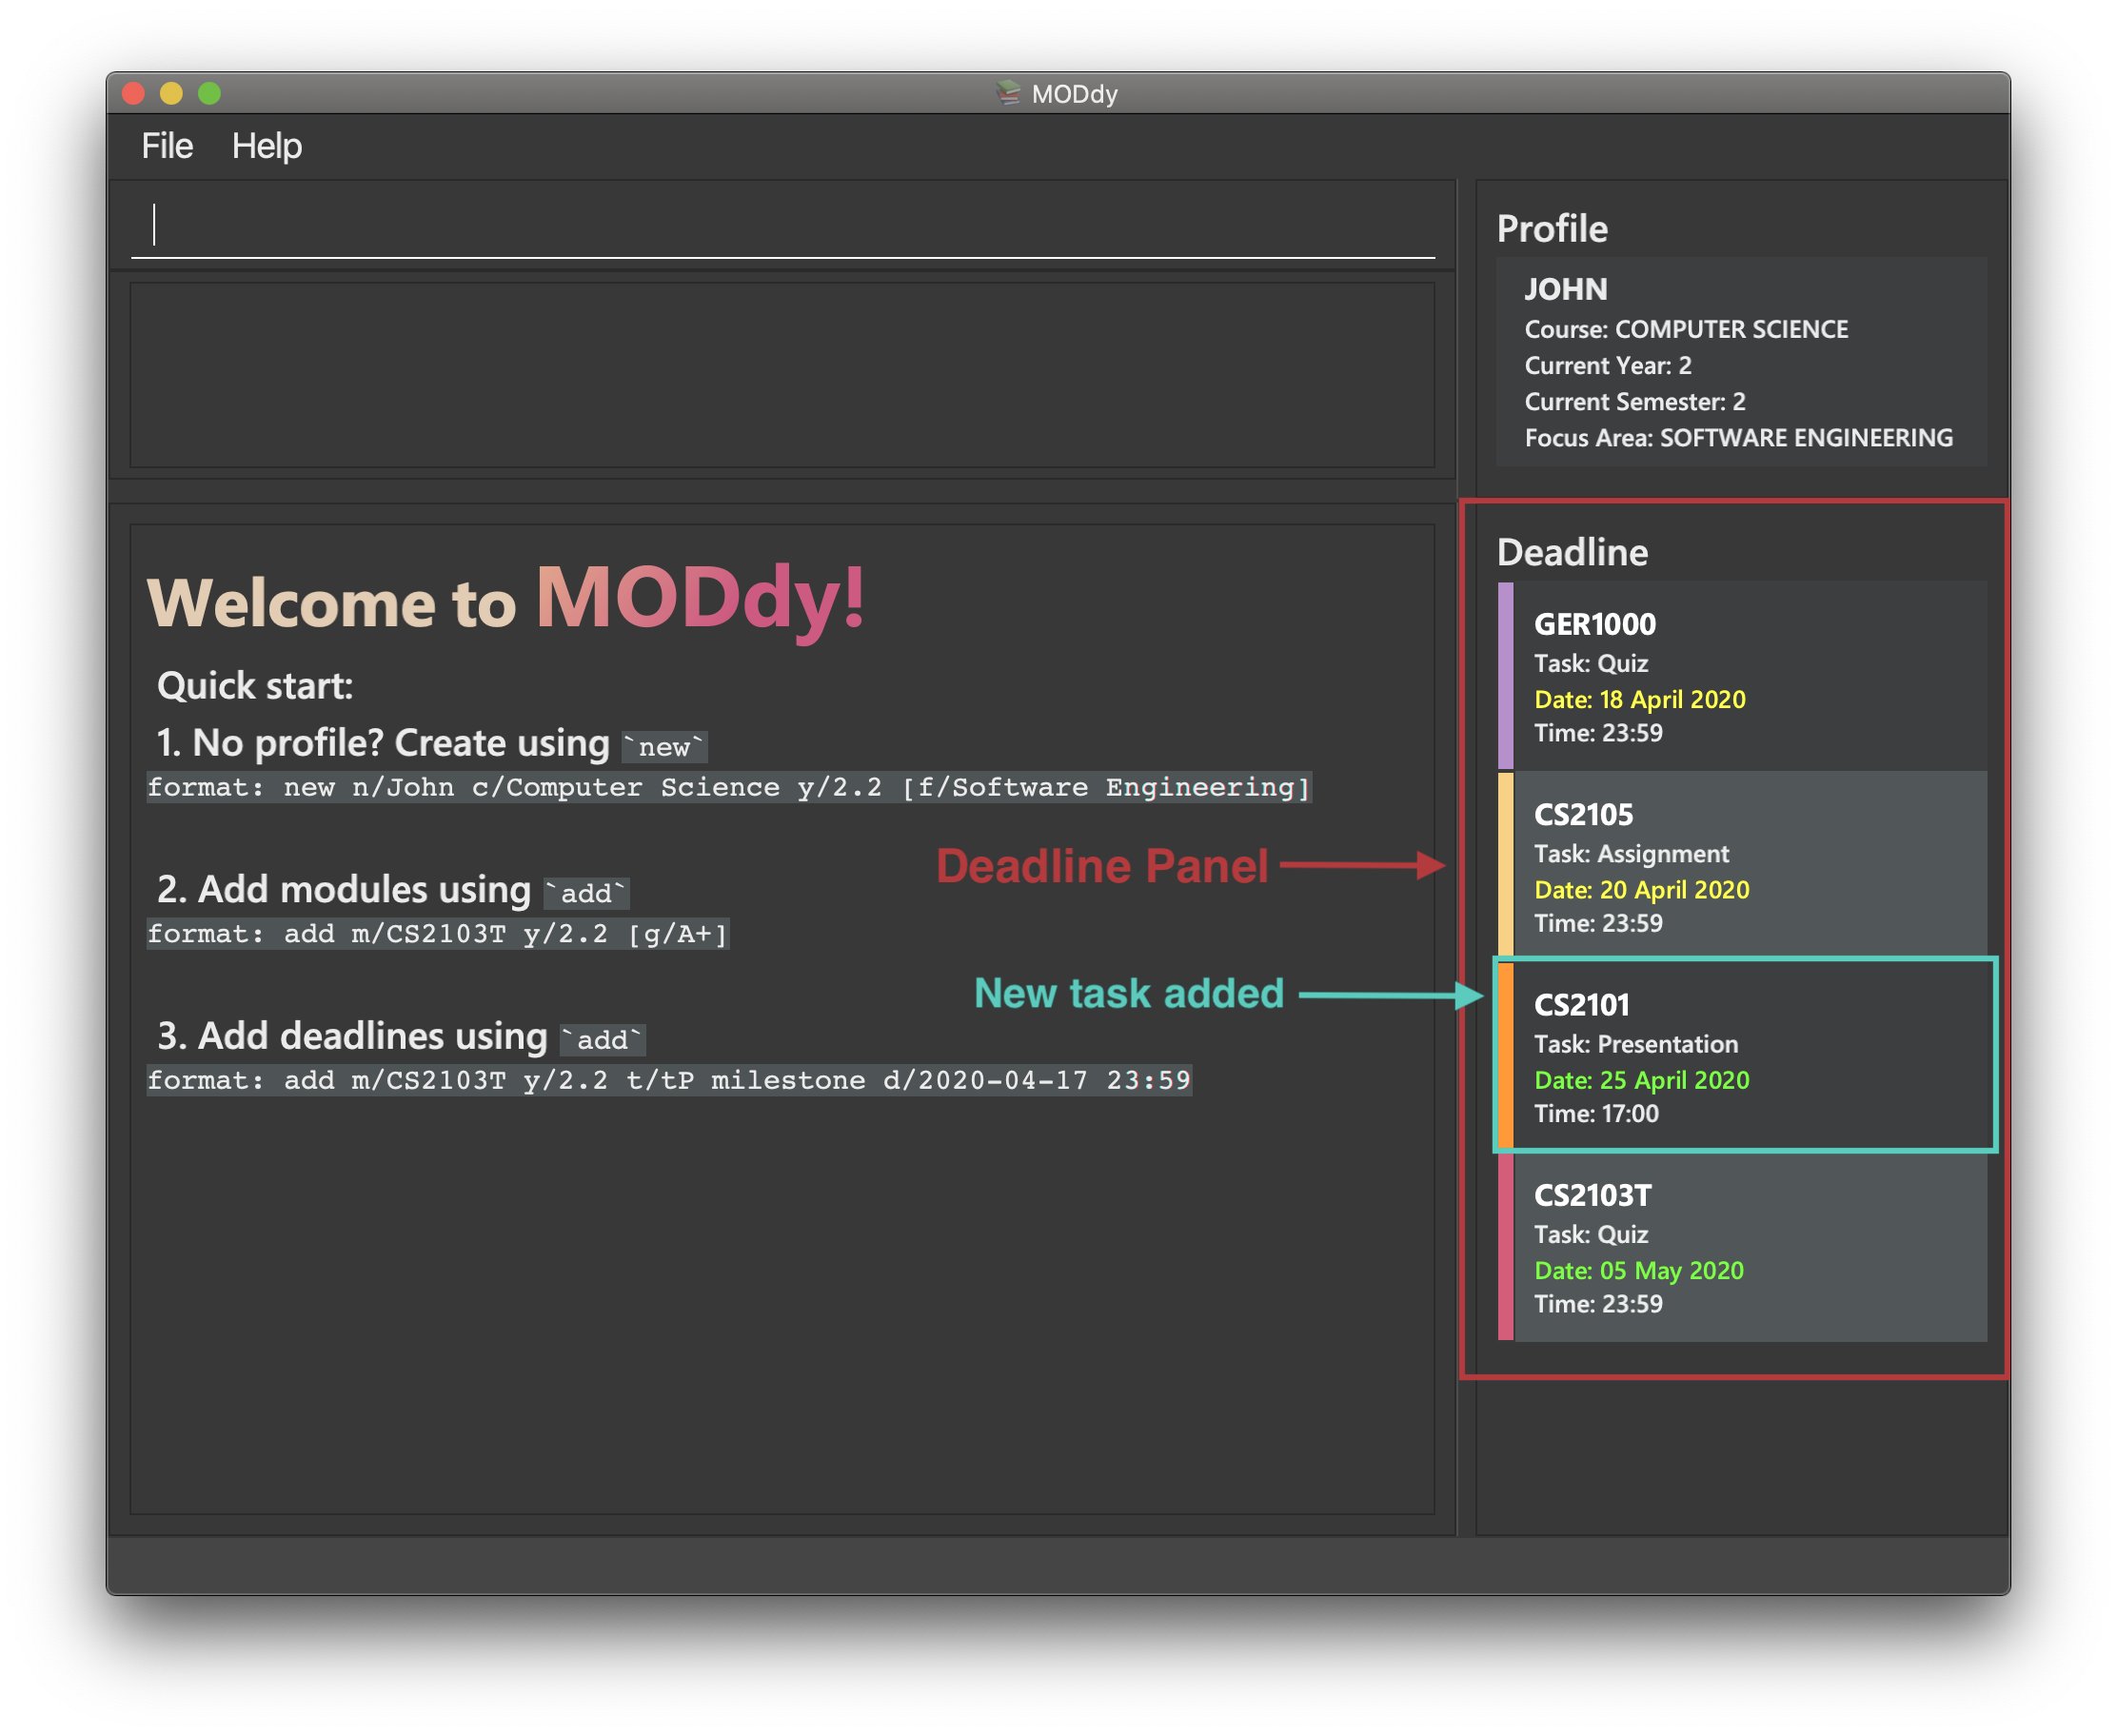 MODdy
File Help
Profile
JOHN
Course: COMPUTER SCIENCE
Current Year: 2
Current Semester: 2
Focus Area: SOFTWARE ENGINEERING
Welcome to MODdy!
Quick start:
1. No profile? Create using `new`
format: new n/John c/Computer Science y/2.2 [f/Software Engineering]
2. Add modules using `add`
format: add m/CS2103T y/2.2 [g/A+]
3. Add deadlines using `add`
format: add m/CS2103T y/2.2 t/tP milestone d/2020-04-17 23:59
Deadline Panel
New task added
Deadline
GER1000
Task: Quiz
Date: 18 April 2020
Time: 23:59
CS2105
Task: Assignment
Date: 20 April 2020
Time: 23:59
CS2101
Task: Presentation
Date: 25 April 2020
Time: 17:00
CS2103T
Task: Quiz
Date: 05 May 2020
Time: 23:59